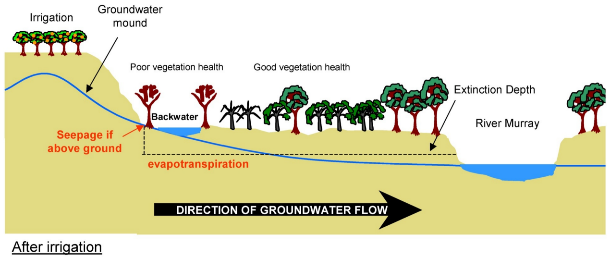 Irrigation
Groundwater
mound
Poor vegetation health
Good vegetation health
Extinction Depth
Backwater
River Murray
Seepage if
above ground
evapotranspiration
DIRECTION OF GROUNDWATER FLOW
After irrigation